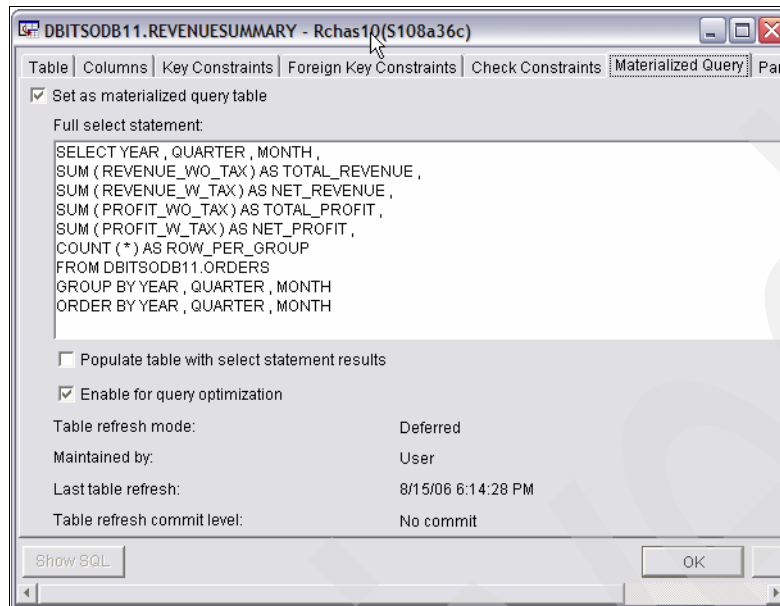 DBITSODB11.REVENUESUMMARY - Rchas10(S108a36c)
Table Columns Key Constraints Foreign Key Constraints Check Constraints Materialized Query
Set as materialized query table
Full select statement:
SELECT YEAR , QUARTER , MONTH ,
SUM ( REVENUE_WO_TAX ) AS TOTAL_REVENUE ,
SUM ( REVENUE_W_TAX ) AS NET_REVENUE ,
SUM ( PROFIT_WO_TAX ) AS TOTAL_PROFIT ,
SUM ( PROFIT_W_TAX ) AS NET_PROFIT ,
COUNT ( * ) AS ROW_PER_GROUP
FROM DBITSODB11.ORDERS
GROUP BY YEAR , QUARTER , MONTH
ORDER BY YEAR , QUARTER , MONTH
Populate table with select statement results
Enable for query optimization
Table refresh mode: Deferred
Maintained by: User
Last table refresh: 8/15/06 6:14:28 PM
Table refresh commit level: No commit
Show SQL OK